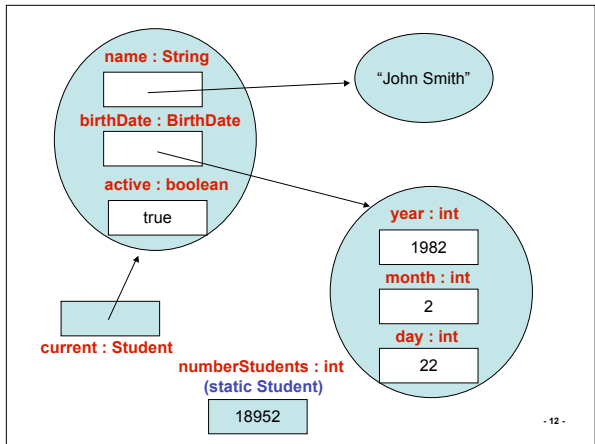 name : String
“John Smith”
birthDate : BirthDate
active : boolean
true
year : int
1982
month : int
2
day : int
22
current : Student
numberStudents : int
(static Student)
18952
- 12 -